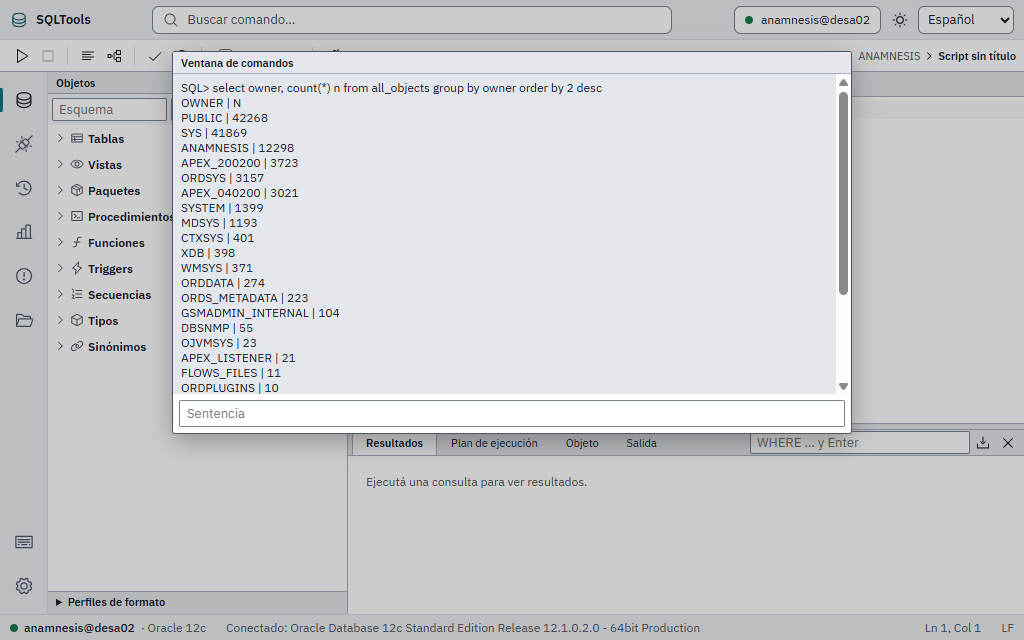 SQLTools
Buscar comando...
anamnesis@desa02
Español
ANAMNESIS > Script sin título
Objetos
Esquema
Tablas
Vistas
Paquetes
Procedimientos
Funciones
Triggers
Secuencias
Tipos
Sinónimos
Perfiles de formato
Ventana de comandos
SQL> select owner, count(*) n from all_objects group by owner order by 2 desc
OWNER | N
PUBLIC | 42268
SYS | 41869
ANAMNESIS | 12298
APEX_200200 | 3723
ORDSYS | 3157
APEX_040200 | 3021
SYSTEM | 1399
MDSYS | 1193
CTXSYS | 401
XDB | 398
WMSYS | 371
ORDDATA | 274
ORDS_METADATA | 223
GSMADMIN_INTERNAL | 104
DBSNMP | 55
OJVMSYS | 23
APEX_LISTENER | 21
FLOWS_FILES | 11
ORDPLUGINS | 10
Sentencia
Resultados Plan de ejecución Objeto Salida WHERE ... y Enter
Ejecutá una consulta para ver resultados.
anamnesis@desa02 · Oracle 12c Conectado: Oracle Database 12c Standard Edition Release 12.1.0.2.0 - 64bit Production Ln 1, Col 1 LF